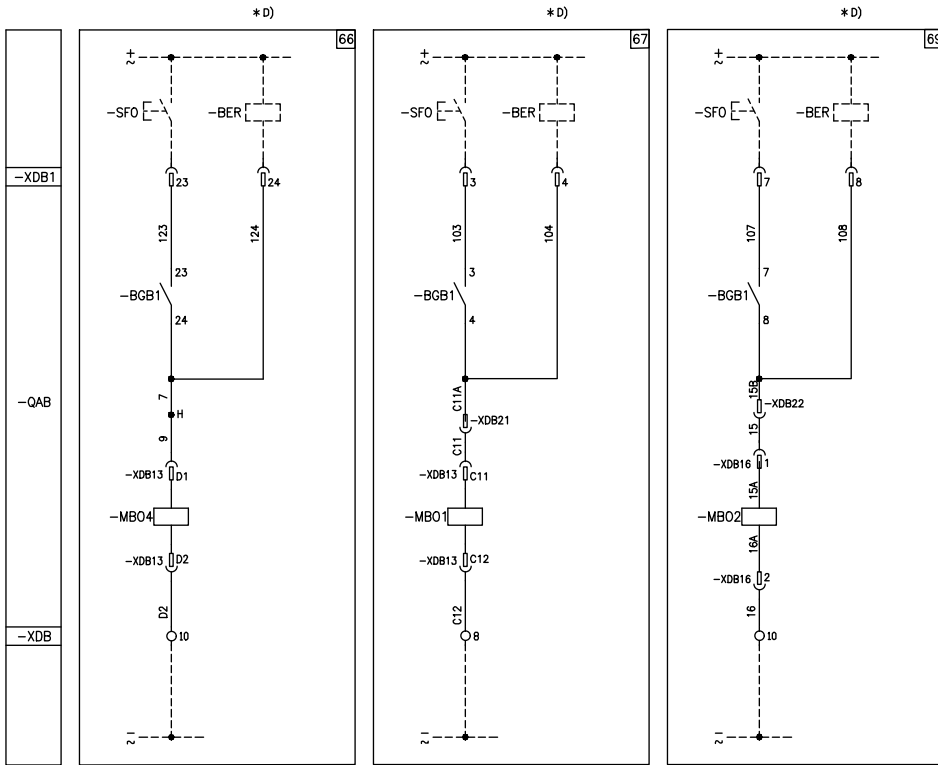 *D) *D) *D)
66 67 69
+ + +
~ ~ ~
-SFO -BER -SFO -BER -SFO -BER
-XDB1 23 24 3 4 7 8
123 124 103 104 107 108
23 3 7
-BGB1 -BGB1 -BGB1
24 4 8
-QAB
7 C11A 15B
H -XDB21 -XDB22
9 C11 15
-XDB13 D1 -XDB13 C11 -XDB16 1
15A
-MBO4 -MBO1 -MBO2
16A
-XDB13 D2 -XDB13 C12 -XDB16 2
D2 C12 16
-XDB 10 8 10
- - -
~ ~ ~